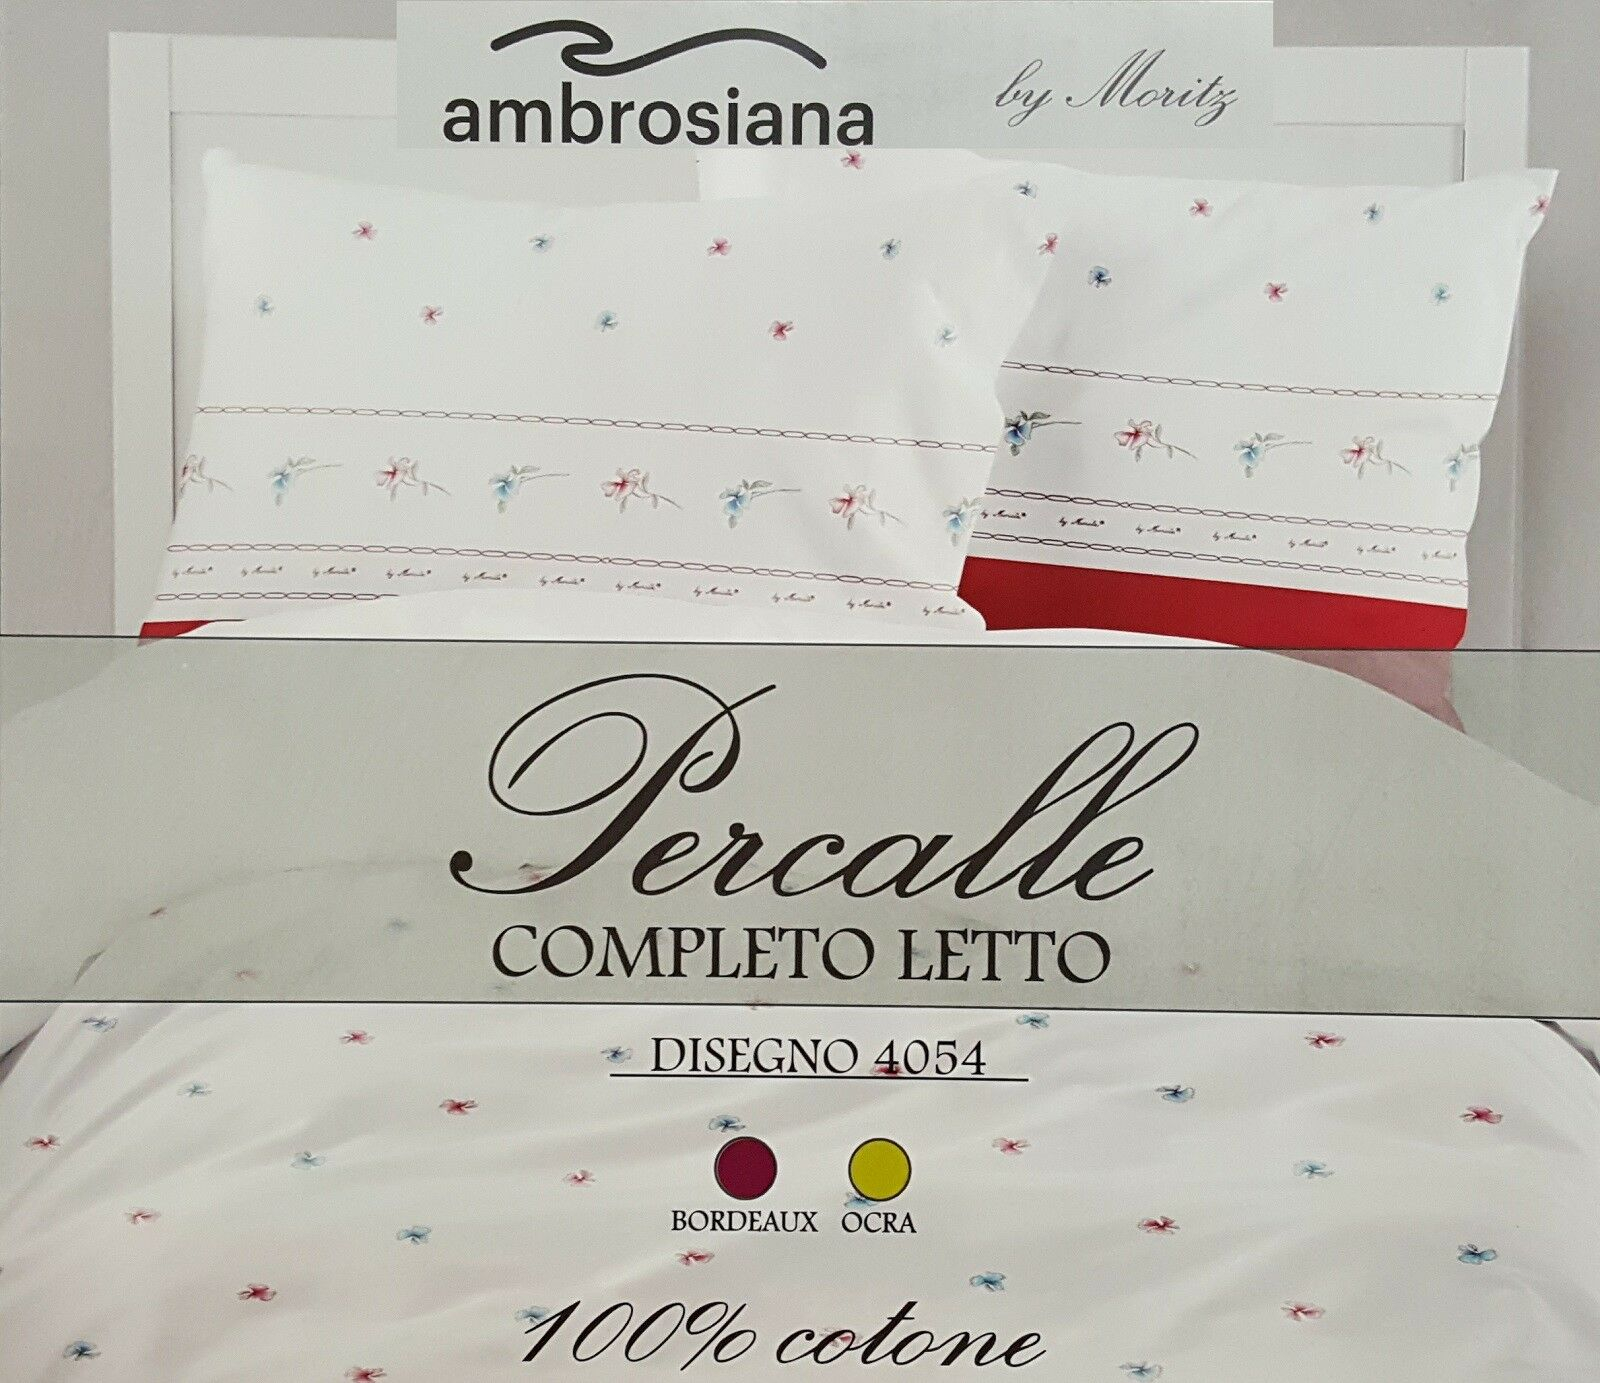 ambrosiana
by Moritz
Percalle
COMPLETO LETTO
DISEGNO 4054
BORDEAUX OCRA
100% cotone